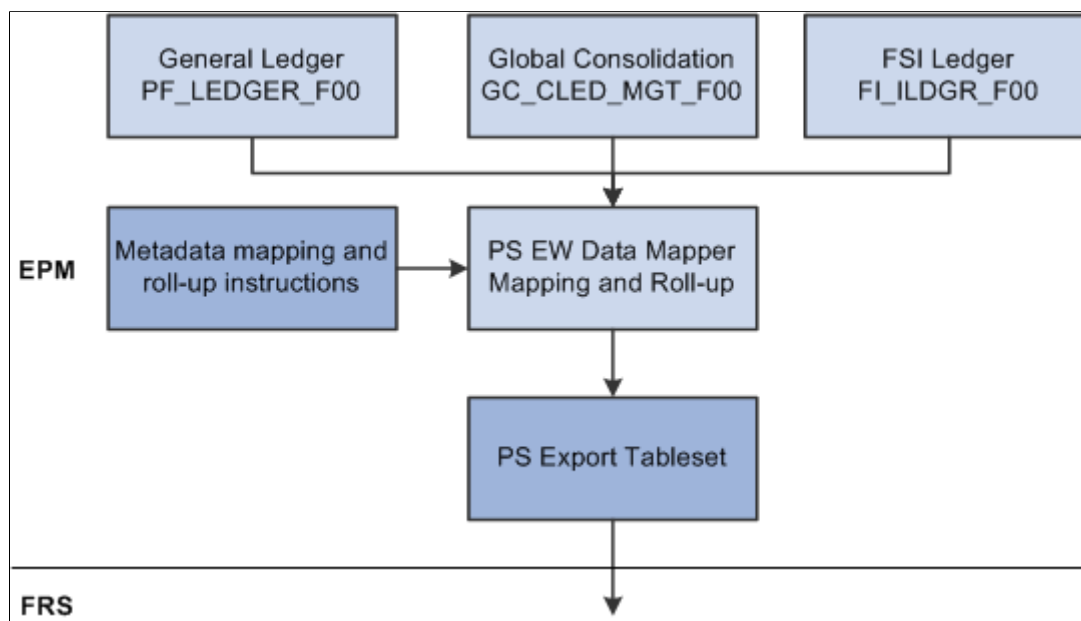 General Ledger
PF_LEDGER_F00
Global Consolidation
GC_CLED_MGT_F00
FSI Ledger
FI_ILDGR_F00
EPM
Metadata mapping and
roll-up instructions
PS EW Data Mapper
Mapping and Roll-up
PS Export Tableset
FRS